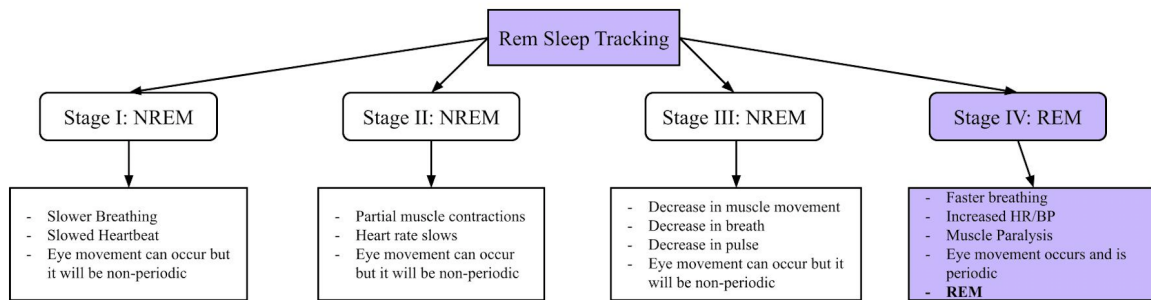 Rem Sleep Tracking
Stage I: NREM
Stage II: NREM
Stage III: NREM
Stage IV: REM
- Slower Breathing
- Slowed Heartbeat
- Eye movement can occur but
it will be non-periodic
- Partial muscle contractions
- Heart rate slows
- Eye movement can occur
but it will be non-periodic
- Decrease in muscle movement
- Decrease in breath
- Decrease in pulse
- Eye movement can occur but it
will be non-periodic
- Faster breathing
- Increased HR/BP
- Muscle Paralysis
- Eye movement occurs and is
periodic
- REM